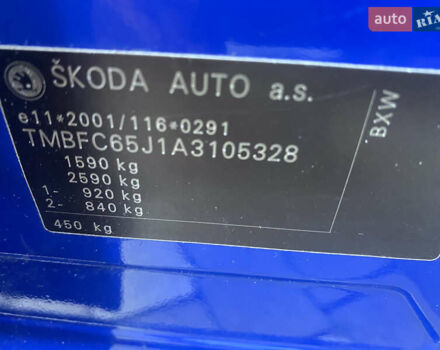 auto RIA
ŠKODA AUTO a.s.
e11*2001/116*0291
TMBFC65J1A3105328
1590 kg
2590 kg
1- 920 kg
2- 840 kg
450 kg
BXW